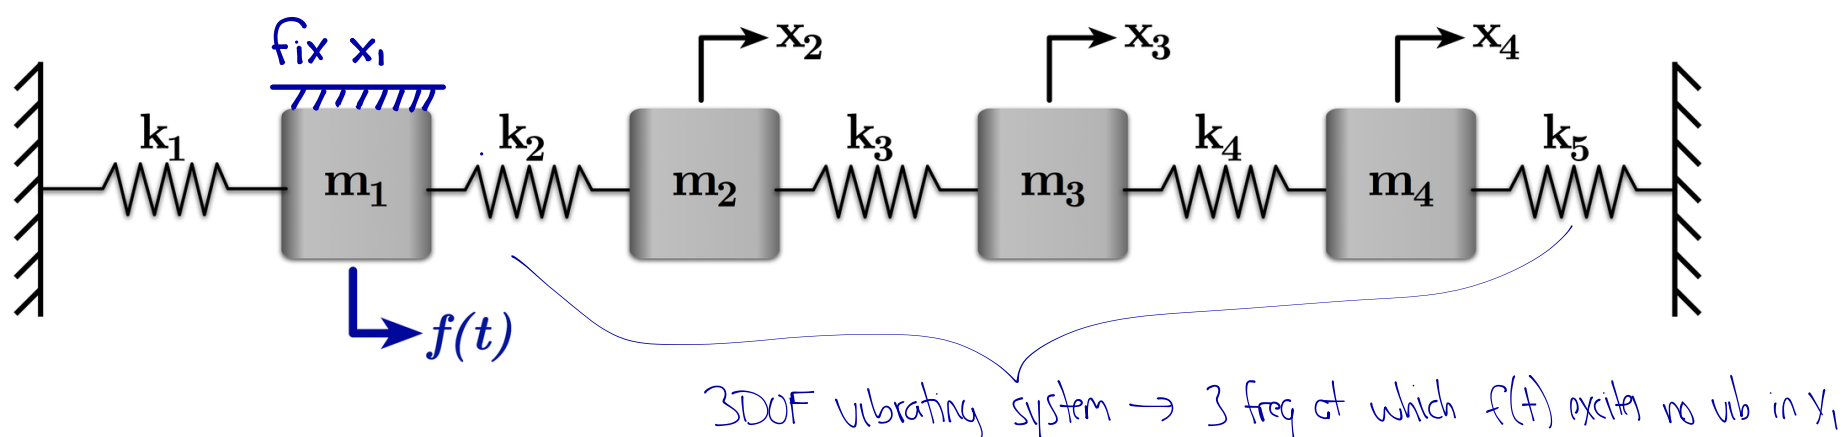 fix x₁
x₂ x₃ x₄
k₁ k₂ k₃ k₄ k₅
m₁ m₂ m₃ m₄
f(t)
3DOF vibrating system → 3 freq at which f(t) excites no vib in x₁